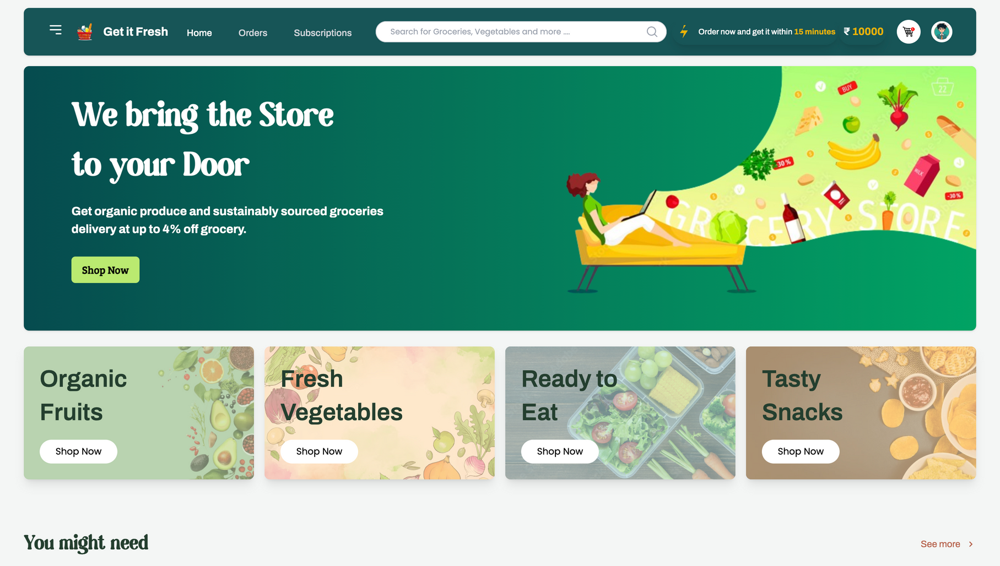 Get it Fresh
Home
Orders
Subscriptions
Search for Groceries, Vegetables and more ....
Order now and get it within 15 minutes
₹ 10000
We bring the Store
to your Door
Get organic produce and sustainably sourced groceries
delivery at up to 4% off grocery.
Shop Now
BUY
22
-30 %
MILK
-30 %
GROCERY STORE
Organic
Fruits
Shop Now
Fresh
Vegetables
Shop Now
Ready to
Eat
Shop Now
Tasty
Snacks
Shop Now
You might need
See more